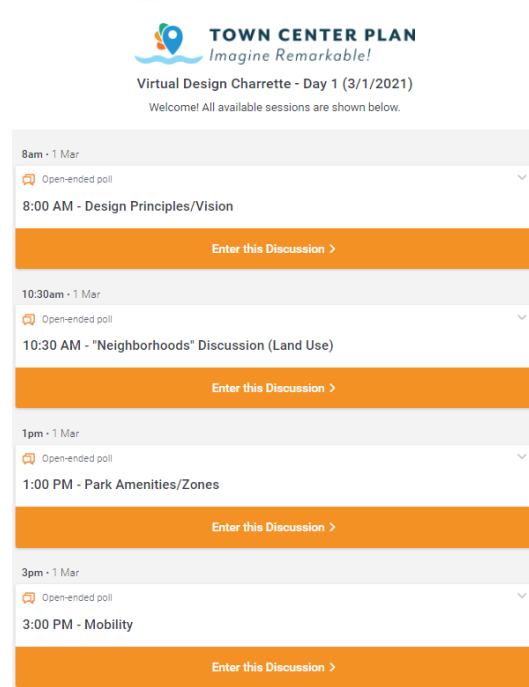 TOWN CENTER PLAN
Imagine Remarkable!
Virtual Design Charrette - Day 1 (3/1/2021)
Welcome! All available sessions are shown below.
8am · 1 Mar
Open-ended poll
8:00 AM - Design Principles/Vision
Enter this Discussion >
10:30am · 1 Mar
Open-ended poll
10:30 AM - "Neighborhoods" Discussion (Land Use)
Enter this Discussion >
1pm · 1 Mar
Open-ended poll
1:00 PM - Park Amenities/Zones
Enter this Discussion >
3pm · 1 Mar
Open-ended poll
3:00 PM - Mobility
Enter this Discussion >